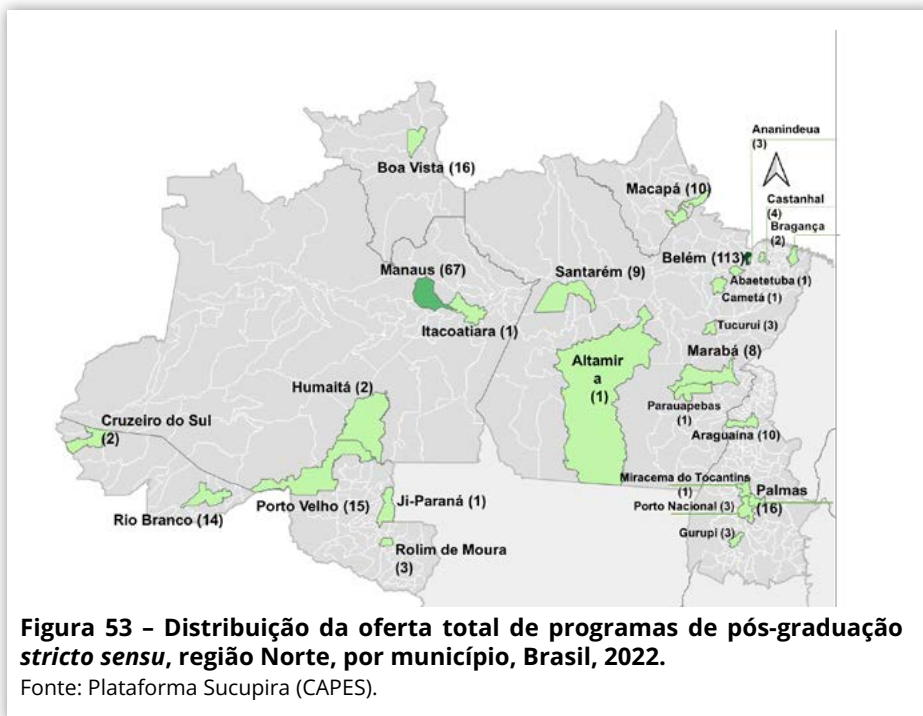 Ananindeua
(3)
Castanhal
(4)
Bragança
(2)
Boa Vista (16)
Macapá (10)
Belém (113)
Manaus (67)
Santarém (9)
Abaetetuba (1)
Cametá (1)
Itacoatiara (1)
Tucuruí (3)
Marabá (8)
Altamir
a
(1)
Humaitá (2)
Parauapebas
(1)
Cruzeiro do Sul
(2)
Araguaína (10)
Miracema do Tocantins
(1)
Palmas
(16)
Rio Branco (14)
Porto Velho (15)
Ji-Paraná (1)
Porto Nacional (3)
Gurupi (3)
Rolim de Moura
(3)
Figura 53 – Distribuição da oferta total de programas de pós-graduação
stricto sensu, região Norte, por município, Brasil, 2022.
Fonte: Plataforma Sucupira (CAPES).